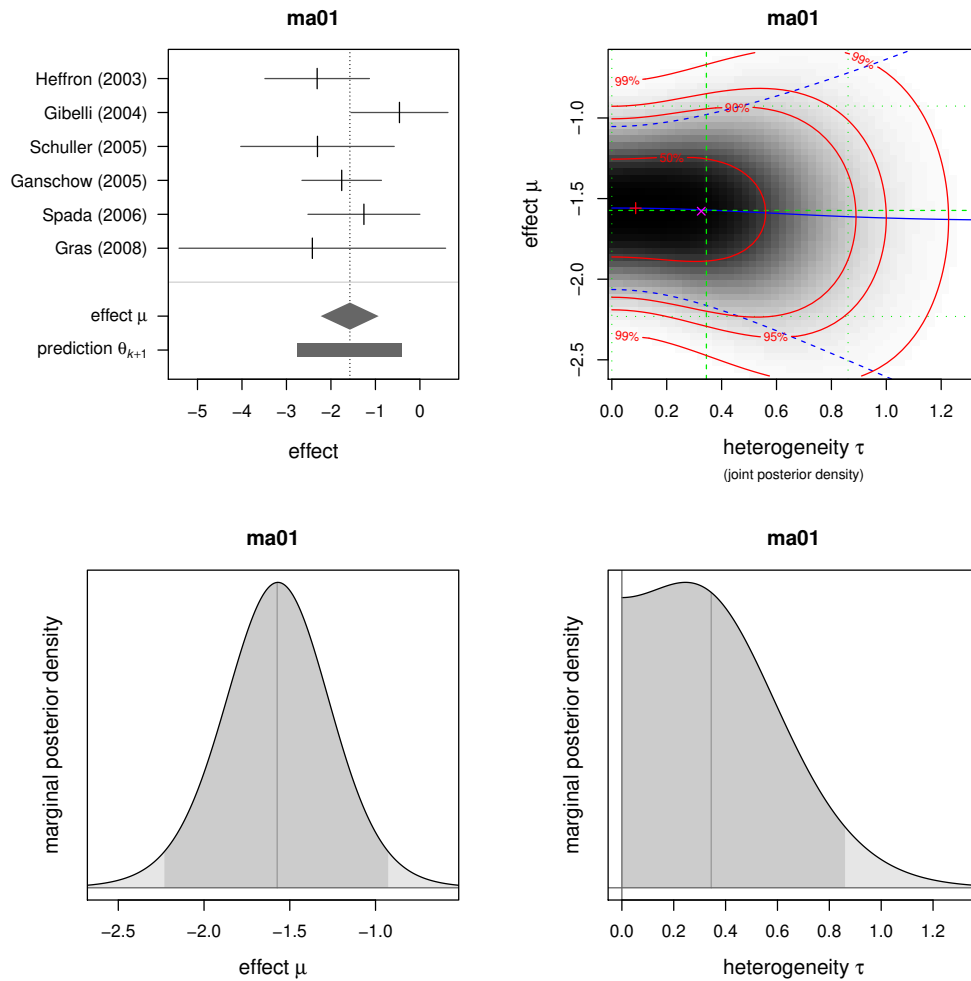 ma01
Heffron (2003)
Gibelli (2004)
Schuller (2005)
Ganschow (2005)
Spada (2006)
Gras (2008)
effect μ
prediction θk+1
−5 −4 −3 −2 −1 0
effect
ma01
99%
99%
90%
50%
99%
95%
−1.0
−1.5
−2.0
−2.5
effect μ
0.0 0.2 0.4 0.6 0.8 1.0 1.2
heterogeneity τ
(joint posterior density)
ma01
marginal posterior density
−2.5 −2.0 −1.5 −1.0
effect μ
ma01
marginal posterior density
0.0 0.2 0.4 0.6 0.8 1.0 1.2
heterogeneity τ